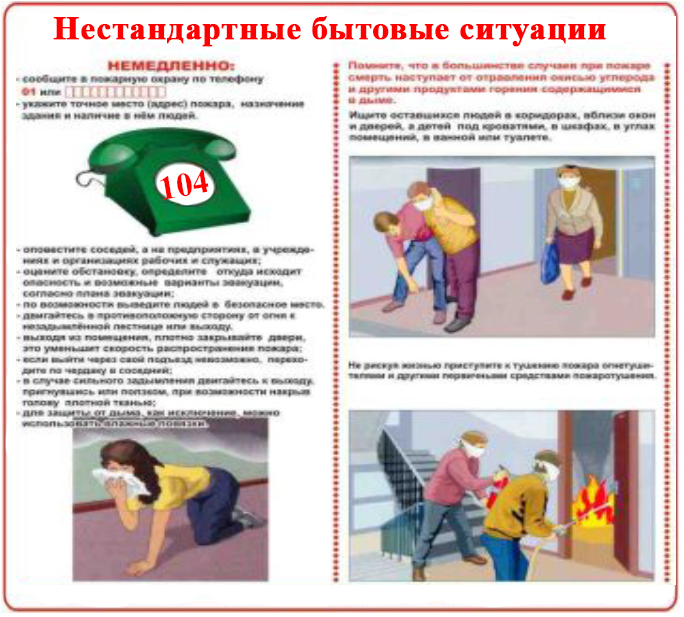 Нестандартные бытовые ситуации
НЕМЕДЛЕННО:
- сообщите в пожарную охрану по телефону
01 или
- укажите точное место (адрес) пожара, назначение
здания и наличие в нём людей.
104
- оповестите соседей, а на предприятиях, в учрежде-
ниях и организациях рабочих и служащих;
- оцените обстановку, определите откуда исходит
опасность и возможные варианты эвакуации,
согласно плана эвакуации;
- по возможности выведите людей в безопасное место.
- двигайтесь в противоположную сторону от огня к
незадымлённой лестнице или выходу.
- выходя из помещения, плотно закрывайте двери,
это уменьшит скорость распространения пожара;
- если выйти через свой подъезд невозможно, перехо-
дите по чердаку в соседний;
- в случае сильного задымления двигайтесь к выходу,
пригнувшись или ползком, при возможности накрыв
голову плотной тканью;
- для защиты от дыма, как исключение, можно
использовать влажные повязки.
Помните, что в большинстве случаев при пожаре
смерть наступает от отравления окисью углерода
и другими продуктами горения содержащимися
в дыме.
Ищите оставшихся людей в коридорах, вблизи окон
и дверей, а детей под кроватями, в шкафах, в углах
помещений, в ванной или туалете.
Не рискуя жизнью приступите к тушению пожара огнетуши-
телями и другими первичными средствами пожаротушения.